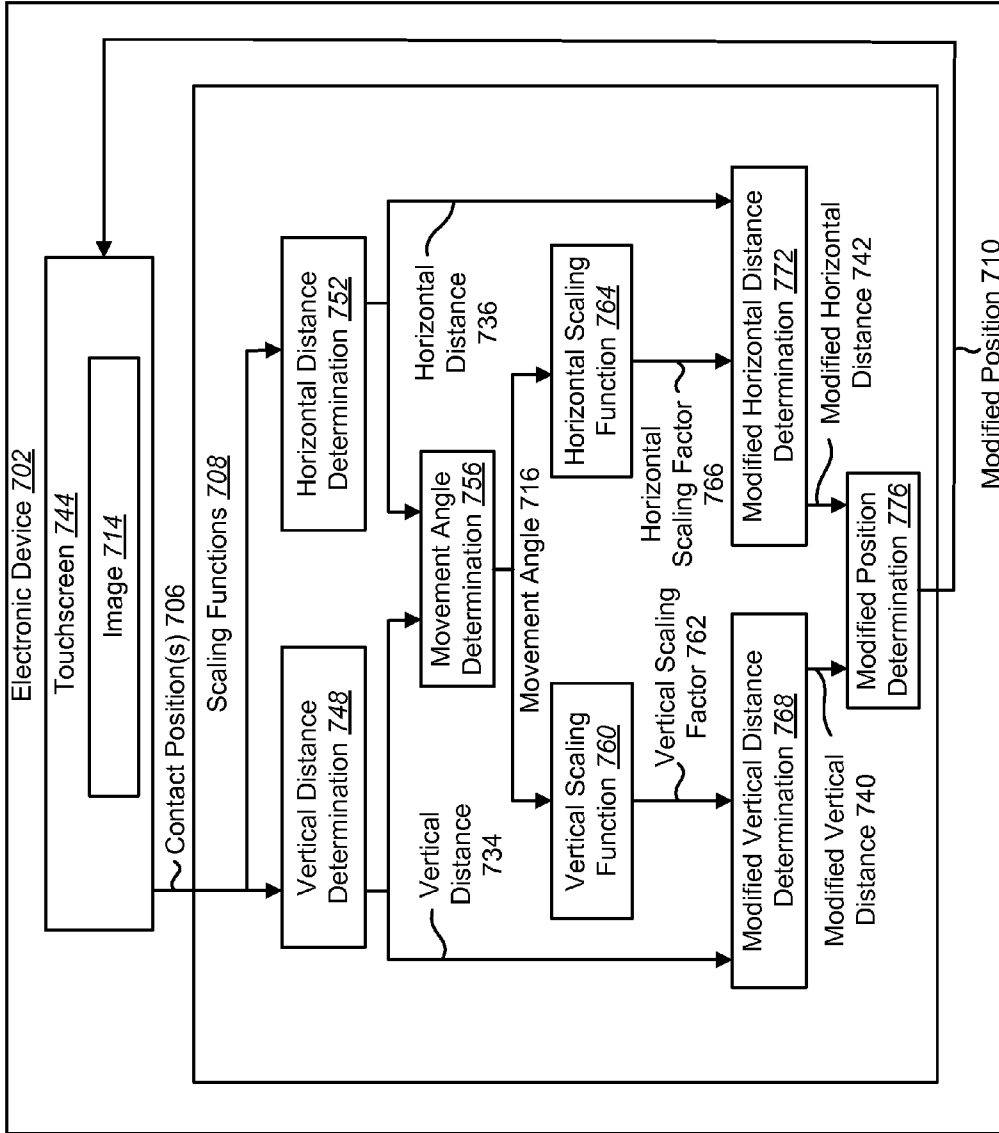 Electronic Device 702
Touchscreen 744
Image 714
Contact Position(s) 706
Scaling Functions 708
Vertical Distance
Determination 748
Horizontal Distance
Determination 752
Vertical
Distance
734
Movement Angle
Determination 756
Horizontal
Distance
736
Movement Angle 716
Vertical Scaling
Function 760
Horizontal Scaling
Function 764
Vertical Scaling
Factor 762
Horizontal
Scaling Factor
766
Modified Vertical Distance
Determination 768
Modified Horizontal Distance
Determination 772
Modified Vertical
Distance 740
Modified Horizontal
Distance 742
Modified Position
Determination 776
Modified Position 710